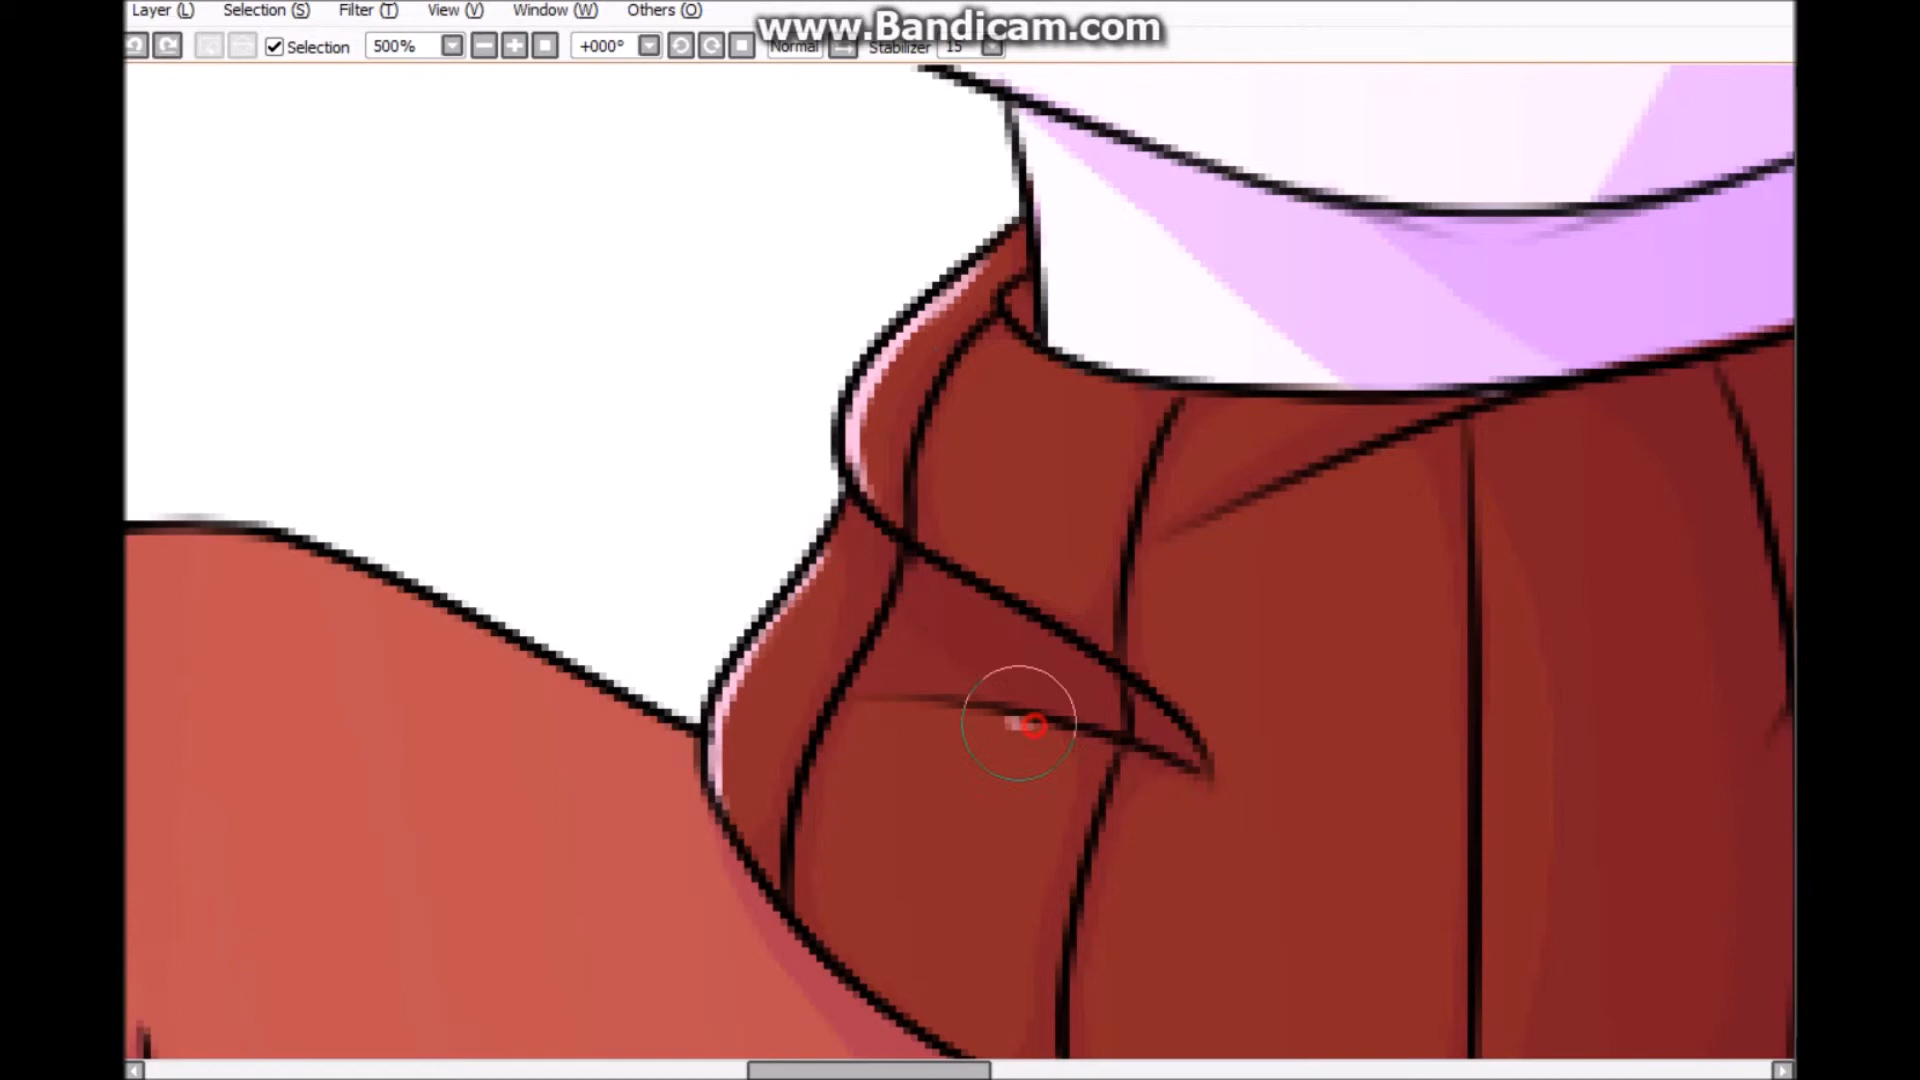 Layer (L) Selection (S) Filter (T) View (V) Window (W) Others (O)
www.Bandicam.com
Selection 500% +000° Normal Stabilizer 15